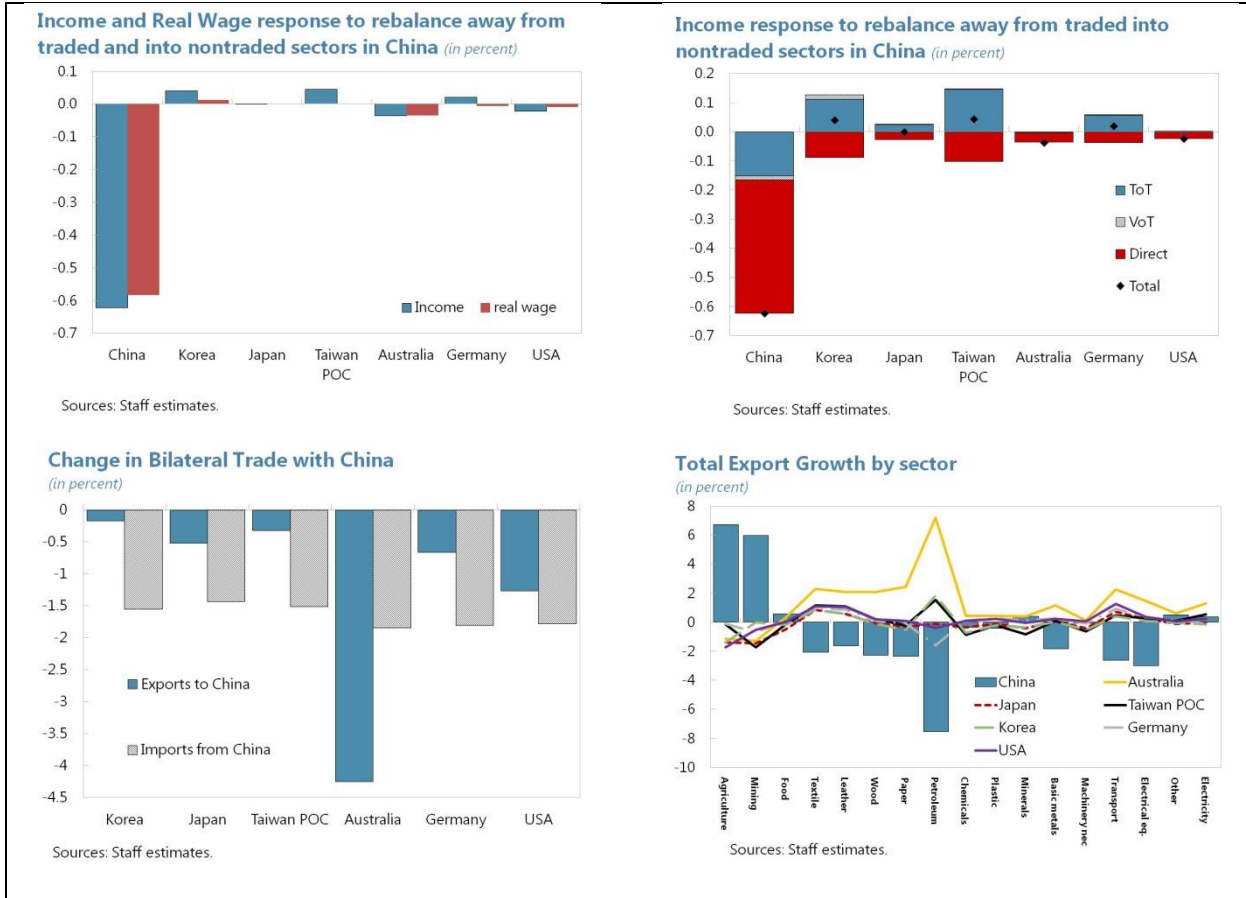 Income and Real Wage response to rebalance away from
traded and into nontraded sectors in China (in percent)
0.1
0.0
-0.1
-0.2
-0.3
-0.4
-0.5
-0.6
-0.7
Income
real wage
China
Korea
Japan
Taiwan
POC
Australia
Germany
USA
Sources: Staff estimates.
Income response to rebalance away from traded into
nontraded sectors in China (in percent)
0.2
0.1
0.0
-0.1
-0.2
-0.3
-0.4
-0.5
-0.6
-0.7
ToT
VoT
Direct
Total
China
Korea
Japan
Taiwan
POC
Australia
Germany
USA
Sources: Staff estimates.
Change in Bilateral Trade with China
(in percent)
0
-0.5
-1
-1.5
-2
-2.5
-3
-3.5
-4
-4.5
Exports to China
Imports from China
Korea
Japan
Taiwan POC
Australia
Germany
USA
Sources: Staff estimates.
Total Export Growth by sector
(in percent)
8
6
4
2
0
-2
-4
-6
-8
-10
China
Australia
Japan
Taiwan POC
Korea
Germany
USA
Agriculture
Mining
Food
Textile
Leather
Wood
Paper
Petroleum
Chemicals
Plastic
Minerals
Basic metals
Machinery nec
Transport
Electrical eq.
Other
Electricity
Sources: Staff estimates.